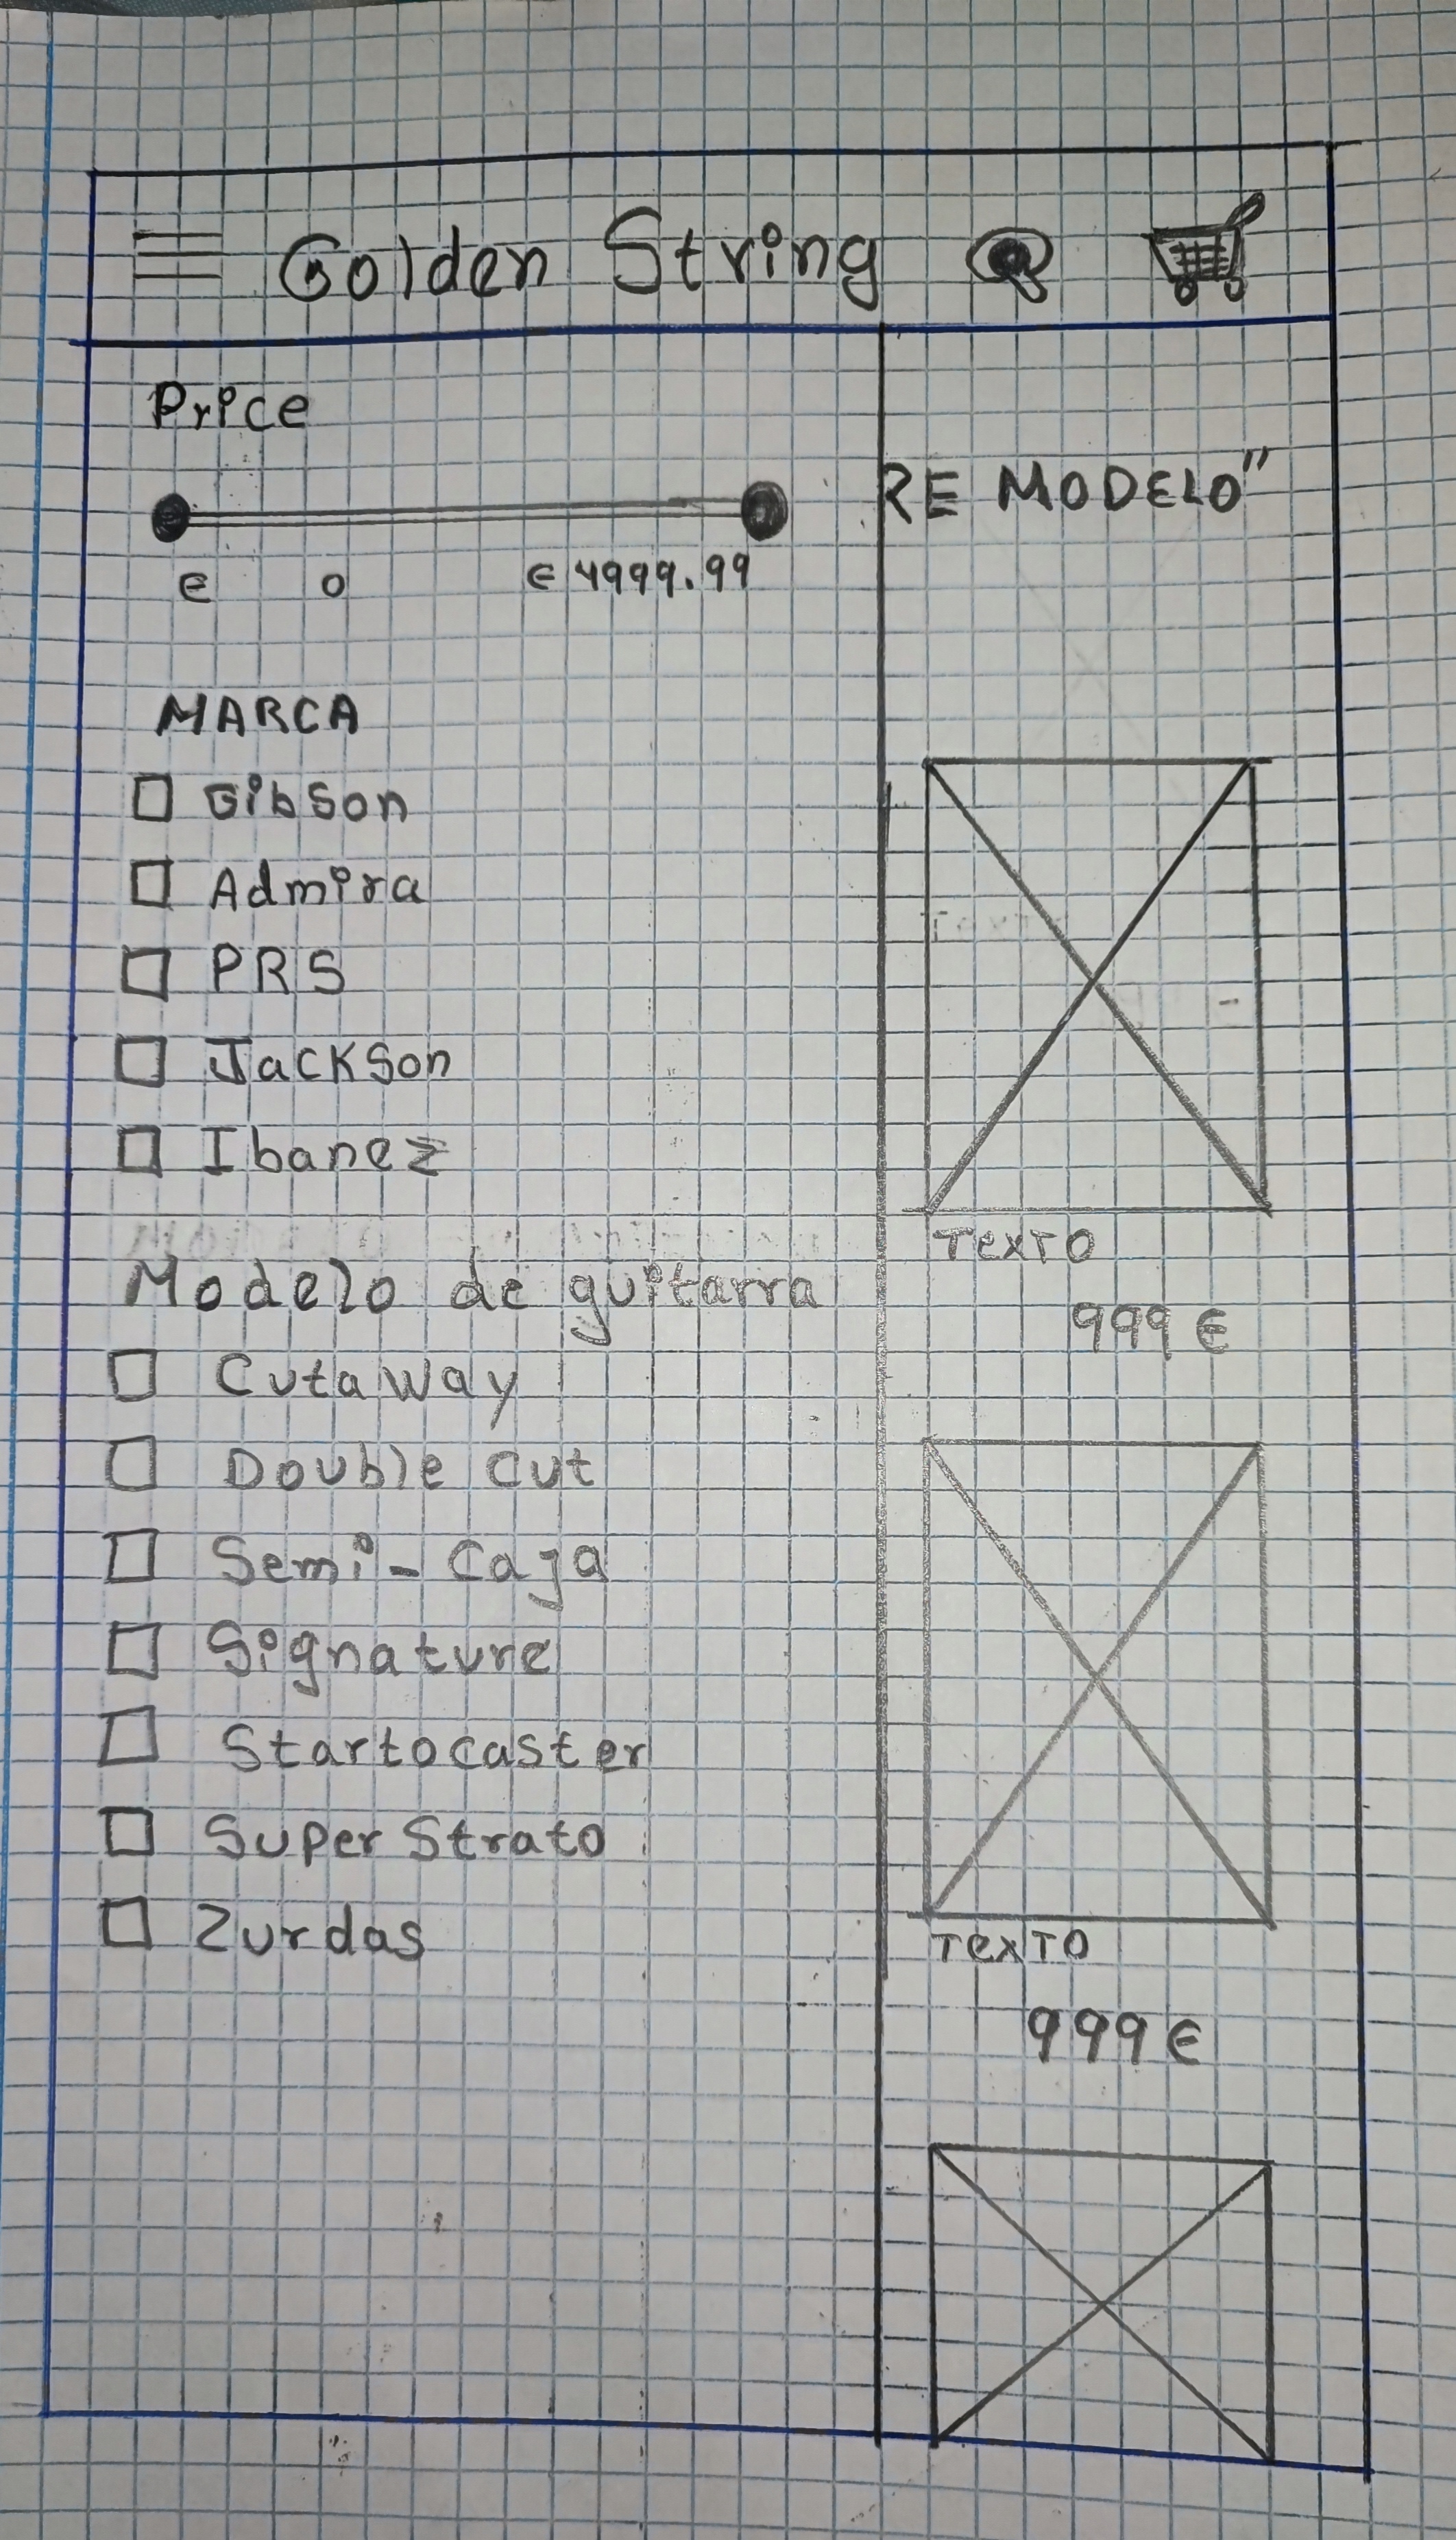 Golden String
Price
€ 0 € 4999.99
RE MODELO"
MARCA
Gibson
Admira
PRS
Jackson
Ibanez
Modelo de guitarra
Cutaway
Double cut
Semi-Caja
Signature
Startocaster
Super Strato
Zurdas
TexTO
999 €
TexTO
999 €